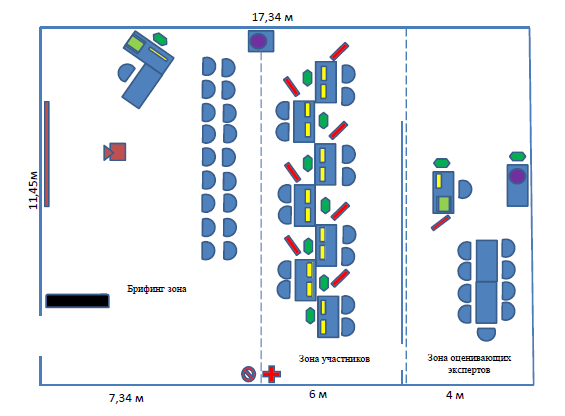 17,34 м
11,45м
Брифинг зона
Зона участников
Зона оценивающих
экспертов
7,34 м
6 м
4 м